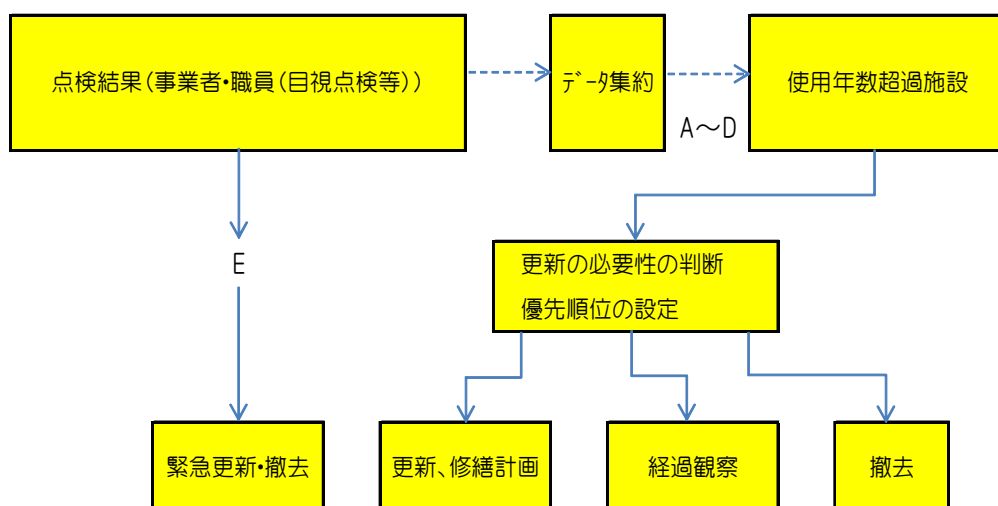 点検結果(事業者・職員(目視点検等))
データ集約
使用年数超過施設
A～D
E
更新の必要性の判断
優先順位の設定
緊急更新・撤去
更新、修繕計画
経過観察
撤去